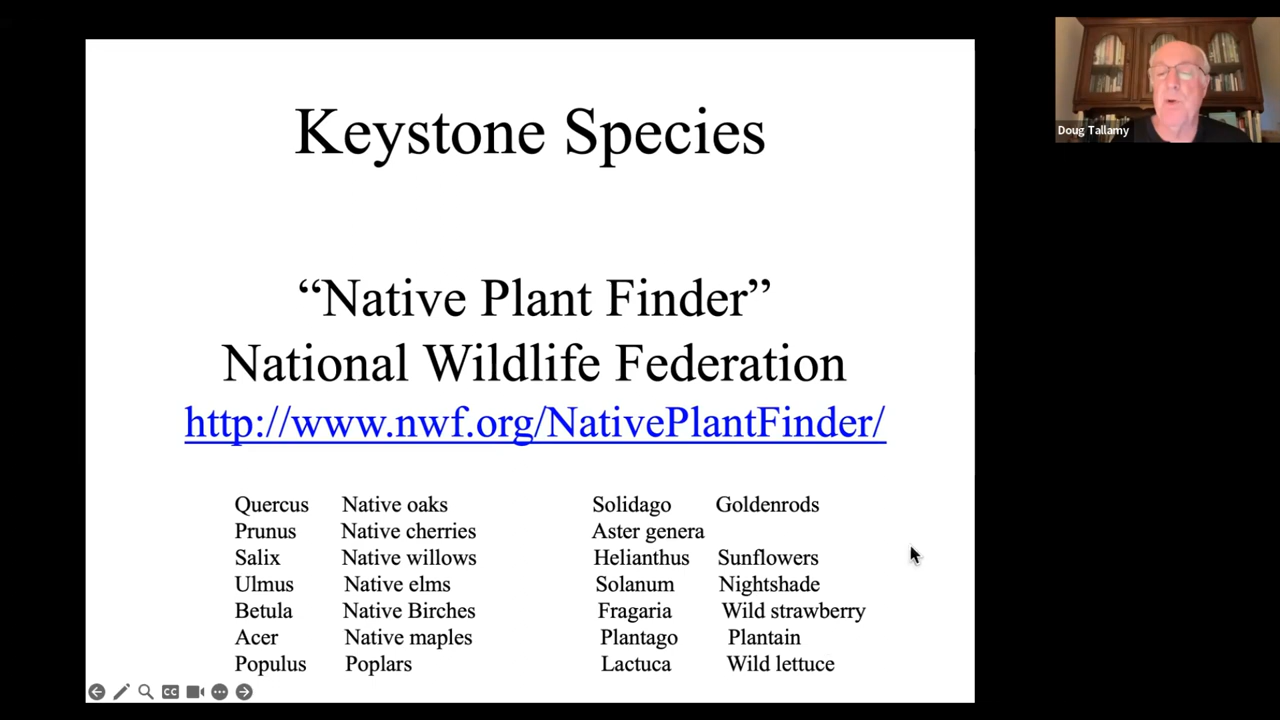 Keystone Species
“Native Plant Finder”
National Wildlife Federation
http://www.nwf.org/NativePlantFinder/
Quercus Native oaks
Prunus Native cherries
Salix Native willows
Ulmus Native elms
Betula Native Birches
Acer Native maples
Populus Poplars
Solidago Goldenrods
Aster genera
Helianthus Sunflowers
Solanum Nightshade
Fragaria Wild strawberry
Plantago Plantain
Lactuca Wild lettuce
CC
Doug Tallamy